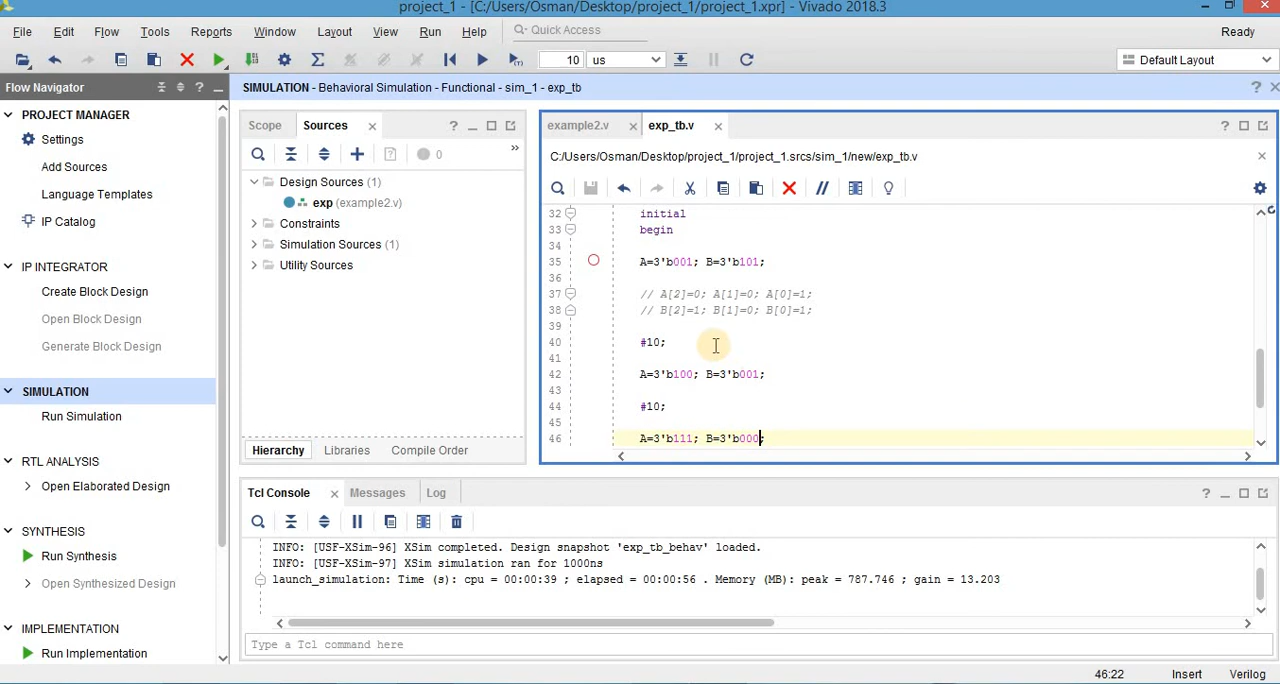 project_1 - [C:/Users/Osman/Desktop/project_1/project_1.xpr] - Vivado 2018.3
File Edit Flow Tools Reports Window Layout View Run Help Quick Access Ready
10 us Default Layout
Flow Navigator
SIMULATION - Behavioral Simulation - Functional - sim_1 - exp_tb
PROJECT MANAGER
Settings
Add Sources
Language Templates
IP Catalog
IP INTEGRATOR
Create Block Design
Open Block Design
Generate Block Design
SIMULATION
Run Simulation
RTL ANALYSIS
Open Elaborated Design
SYNTHESIS
Run Synthesis
Open Synthesized Design
IMPLEMENTATION
Run Implementation
Scope Sources
0
Design Sources (1)
exp (example2.v)
Constraints
Simulation Sources (1)
Utility Sources
Hierarchy Libraries Compile Order
example2.v exp_tb.v
C:/Users/Osman/Desktop/project_1/project_1.srcs/sim_1/new/exp_tb.v
32 initial
33 begin
34
35 A=3'b001; B=3'b101;
36
37 // A[2]=0; A[1]=0; A[0]=1;
38 // B[2]=1; B[1]=0; B[0]=1;
39
40 #10;
41
42 A=3'b100; B=3'b001;
43
44 #10;
45
46 A=3'b111; B=3'b000;
Tcl Console Messages Log
INFO: [USF-XSim-96] XSim completed. Design snapshot 'exp_tb_behav' loaded.
INFO: [USF-XSim-97] XSim simulation ran for 1000ns
launch_simulation: Time (s): cpu = 00:00:39 ; elapsed = 00:00:56 . Memory (MB): peak = 787.746 ; gain = 13.203
Type a Tcl command here
46:22 Insert Verilog